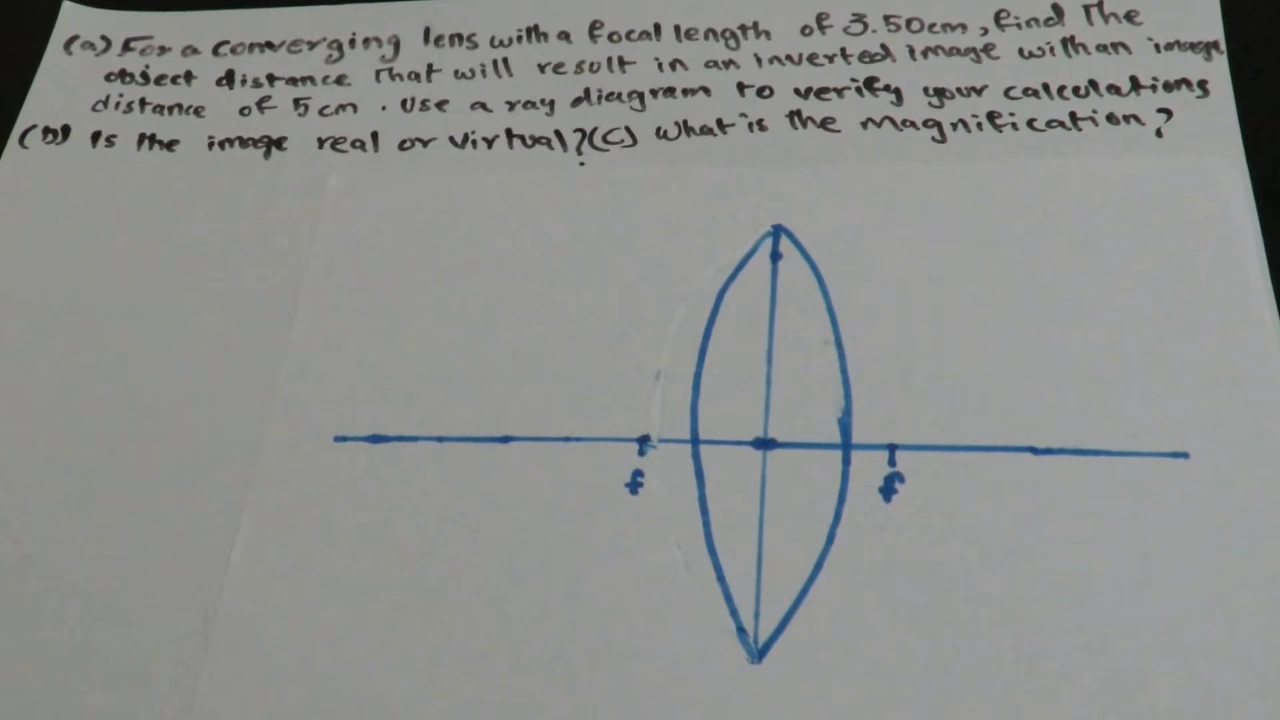 (a) For a converging lens with a focal length of 3.50cm, find The
object distance That will result in an inverted image with an image
distance of 5cm. Use a ray diagram to verify your calculations
(b) Is the image real or virtual? (C) What is the magnification?
f
f